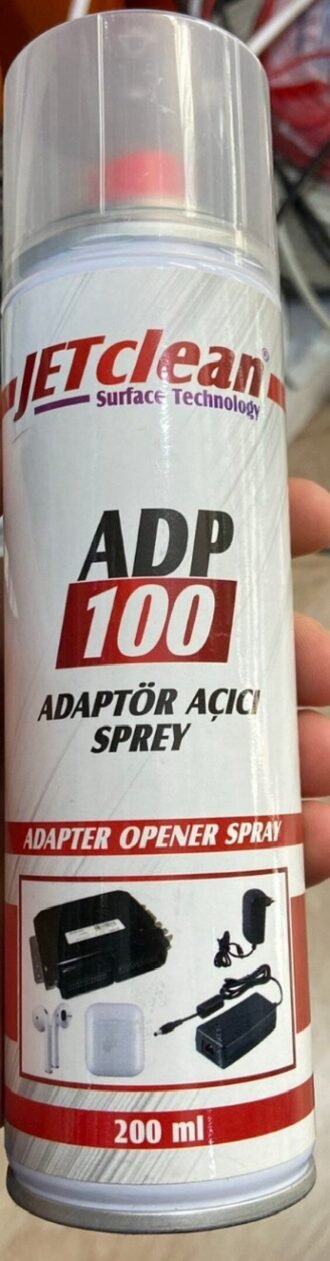 JETclean®
Surface Technology
ADP
100
ADAPTÖR AÇICI
SPREY
ADAPTER OPENER SPRAY
200 ml